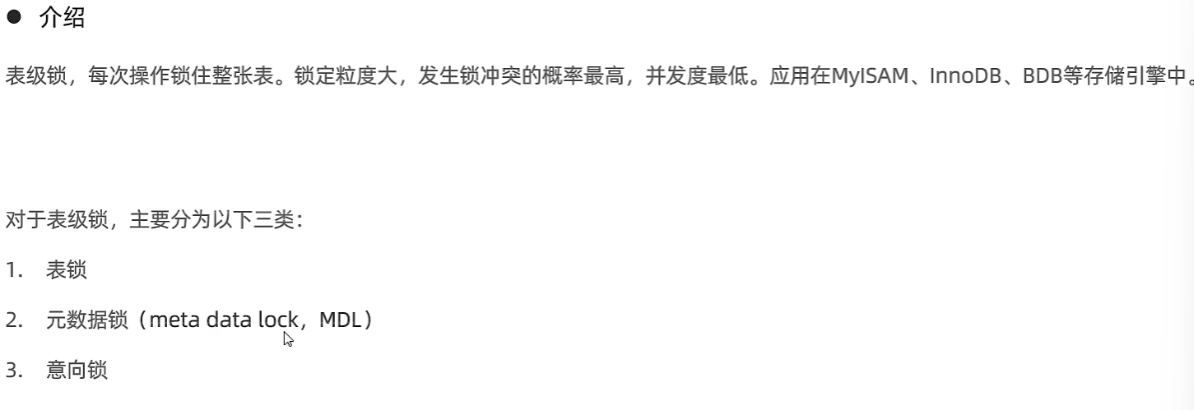 ● 介绍
表级锁，每次操作锁住整张表。锁定粒度大，发生锁冲突的概率最高，并发度最低。应用在MyISAM、InnoDB、BDB等存储引擎中。
对于表级锁，主要分为以下三类：
1. 表锁
2. 元数据锁（meta data lock，MDL）
3. 意向锁